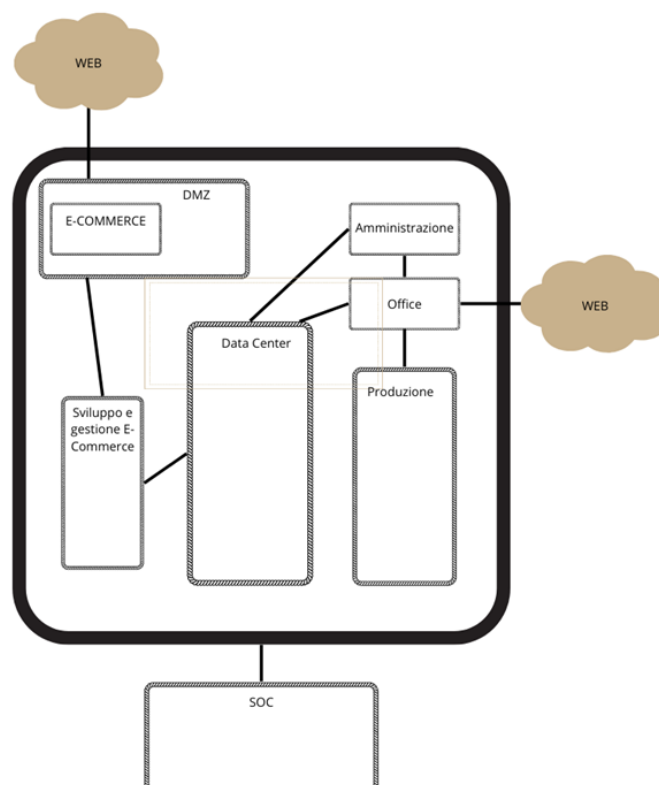 WEB
DMZ
E-COMMERCE
Amministrazione
Office
WEB
Data Center
Produzione
Sviluppo e
gestione E-
Commerce
SOC